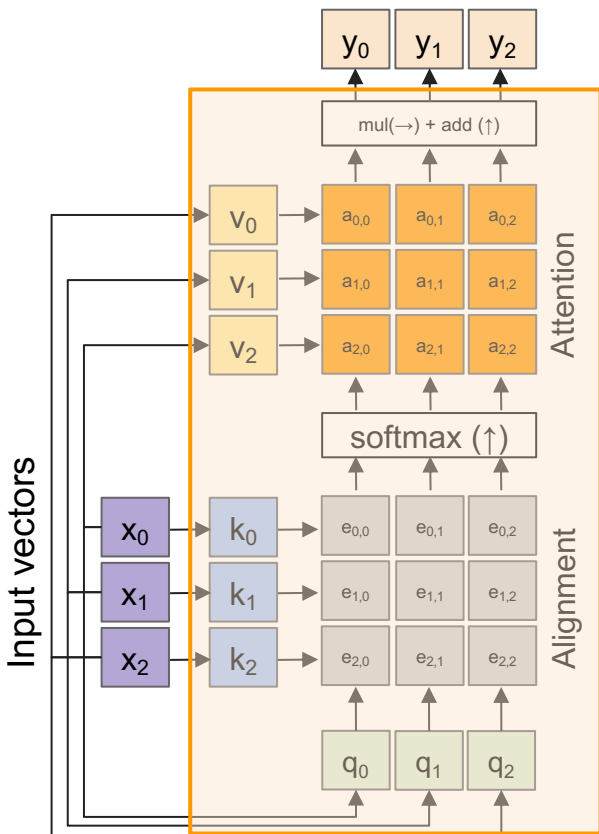 y0 y1 y2
mul(→) + add (↑)
v0 a0,0 a0,1 a0,2
v1 a1,0 a1,1 a1,2
v2 a2,0 a2,1 a2,2
Attention
softmax (↑)
Input vectors
x0 k0 e0,0 e0,1 e0,2
x1 k1 e1,0 e1,1 e1,2
x2 k2 e2,0 e2,1 e2,2
Alignment
q0 q1 q2